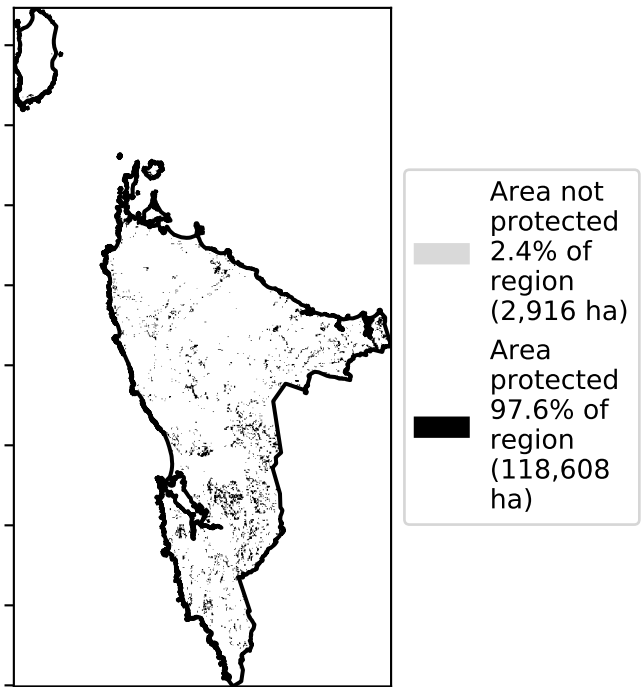 Area not
protected
2.4% of
region
(2,916 ha)
Area
protected
97.6% of
region
(118,608
ha)